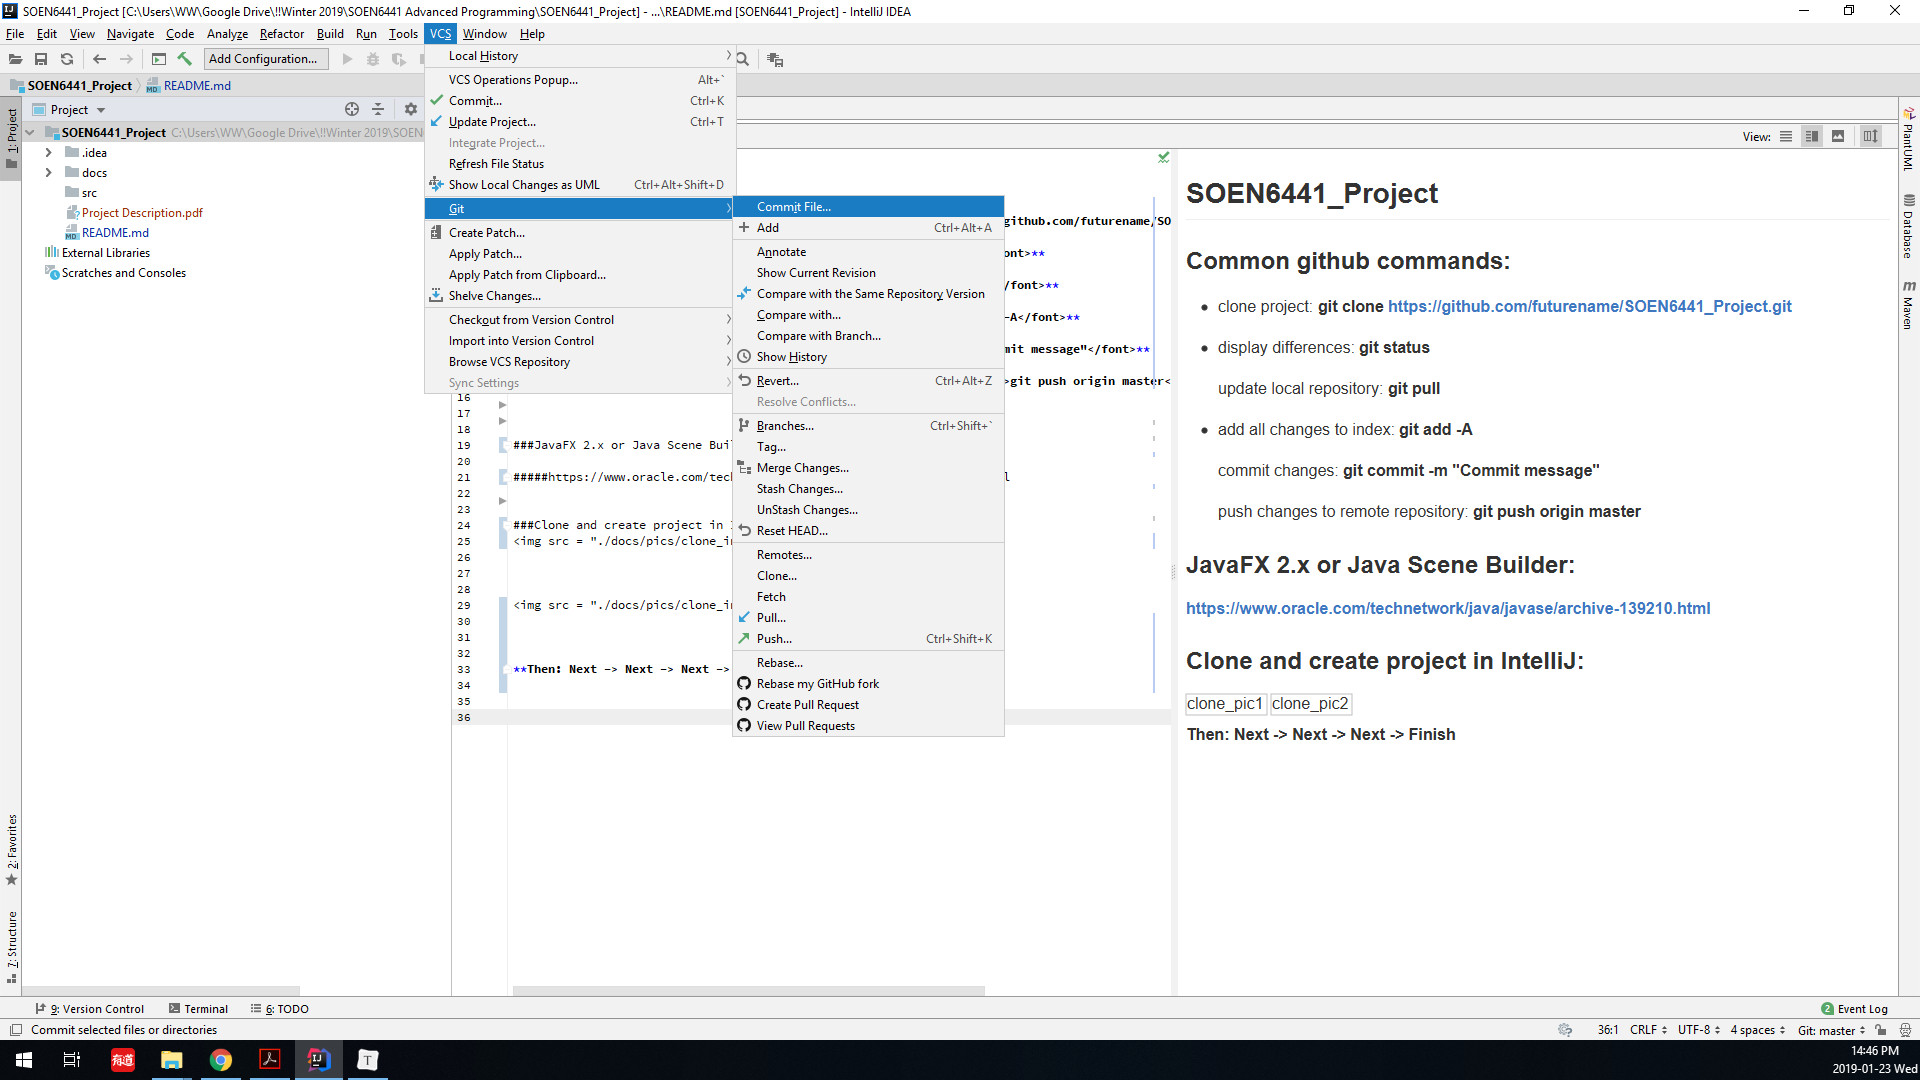 SOEN6441_Project [C:\Users\WW\Google Drive\!!Winter 2019\SOEN6441 Advanced Programming\SOEN6441_Project] - ...\README.md [SOEN6441_Project] - IntelliJ IDEA
File Edit View Navigate Code Analyze Refactor Build Run Tools VCS Window Help
Add Configuration...
SOEN6441_Project README.md
Project
SOEN6441_Project C:\Users\WW\Google Drive\!!Winter 2019\SOEN
.idea
docs
src
Project Description.pdf
README.md
External Libraries
Scratches and Consoles
1: Project
2: Favorites
7: Structure
Local History
VCS Operations Popup... Alt+`
Commit... Ctrl+K
Update Project... Ctrl+T
Integrate Project...
Refresh File Status
Show Local Changes as UML Ctrl+Alt+Shift+D
Git
Create Patch...
Apply Patch...
Apply Patch from Clipboard...
Shelve Changes...
Checkout from Version Control
Import into Version Control
Browse VCS Repository
Sync Settings
Commit File...
Add Ctrl+Alt+A
Annotate
Show Current Revision
Compare with the Same Repository Version
Compare with...
Compare with Branch...
Show History
Revert... Ctrl+Alt+Z
Resolve Conflicts...
Branches... Ctrl+Shift+`
Tag...
Merge Changes...
Stash Changes...
UnStash Changes...
Reset HEAD...
Remotes...
Clone...
Fetch
Pull...
Push... Ctrl+Shift+K
Rebase...
Rebase my GitHub fork
Create Pull Request
View Pull Requests
github.com/futurename/SO
ont>**
/font>**
-A</font>**
mit message"</font>**
>git push origin master<
16
17
18
19 ###JavaFX 2.x or Java Scene Bui
20
21 #####https://www.oracle.com/tec l
22
23
24 ###Clone and create project in
25 <img src = "./docs/pics/clone_i
26
27
28
29 <img src = "./docs/pics/clone_i
30
31
32
33 **Then: Next -> Next -> Next ->
34
35
36
View:
SOEN6441_Project
Common github commands:
• clone project: git clone https://github.com/futurename/SOEN6441_Project.git
• display differences: git status
update local repository: git pull
• add all changes to index: git add -A
commit changes: git commit -m "Commit message"
push changes to remote repository: git push origin master
JavaFX 2.x or Java Scene Builder:
https://www.oracle.com/technetwork/java/javase/archive-139210.html
Clone and create project in IntelliJ:
clone_pic1 clone_pic2
Then: Next -> Next -> Next -> Finish
PlantUML
Database
m Maven
9: Version Control Terminal 6: TODO
2 Event Log
Commit selected files or directories
36:1 CRLF UTF-8 4 spaces Git: master
有道
T
14:46 PM
2019-01-23 Wed